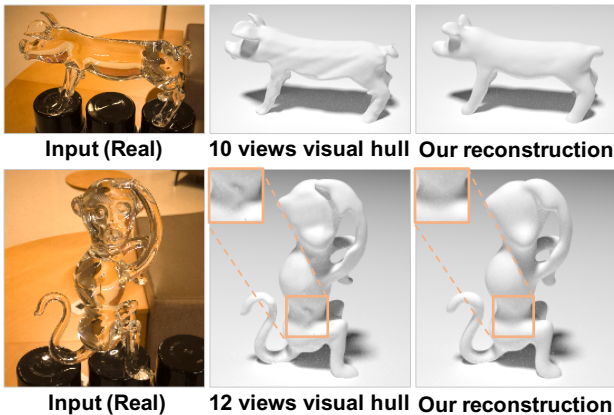 Input (Real) 10 views visual hull Our reconstruction
Input (Real) 12 views visual hull Our reconstruction